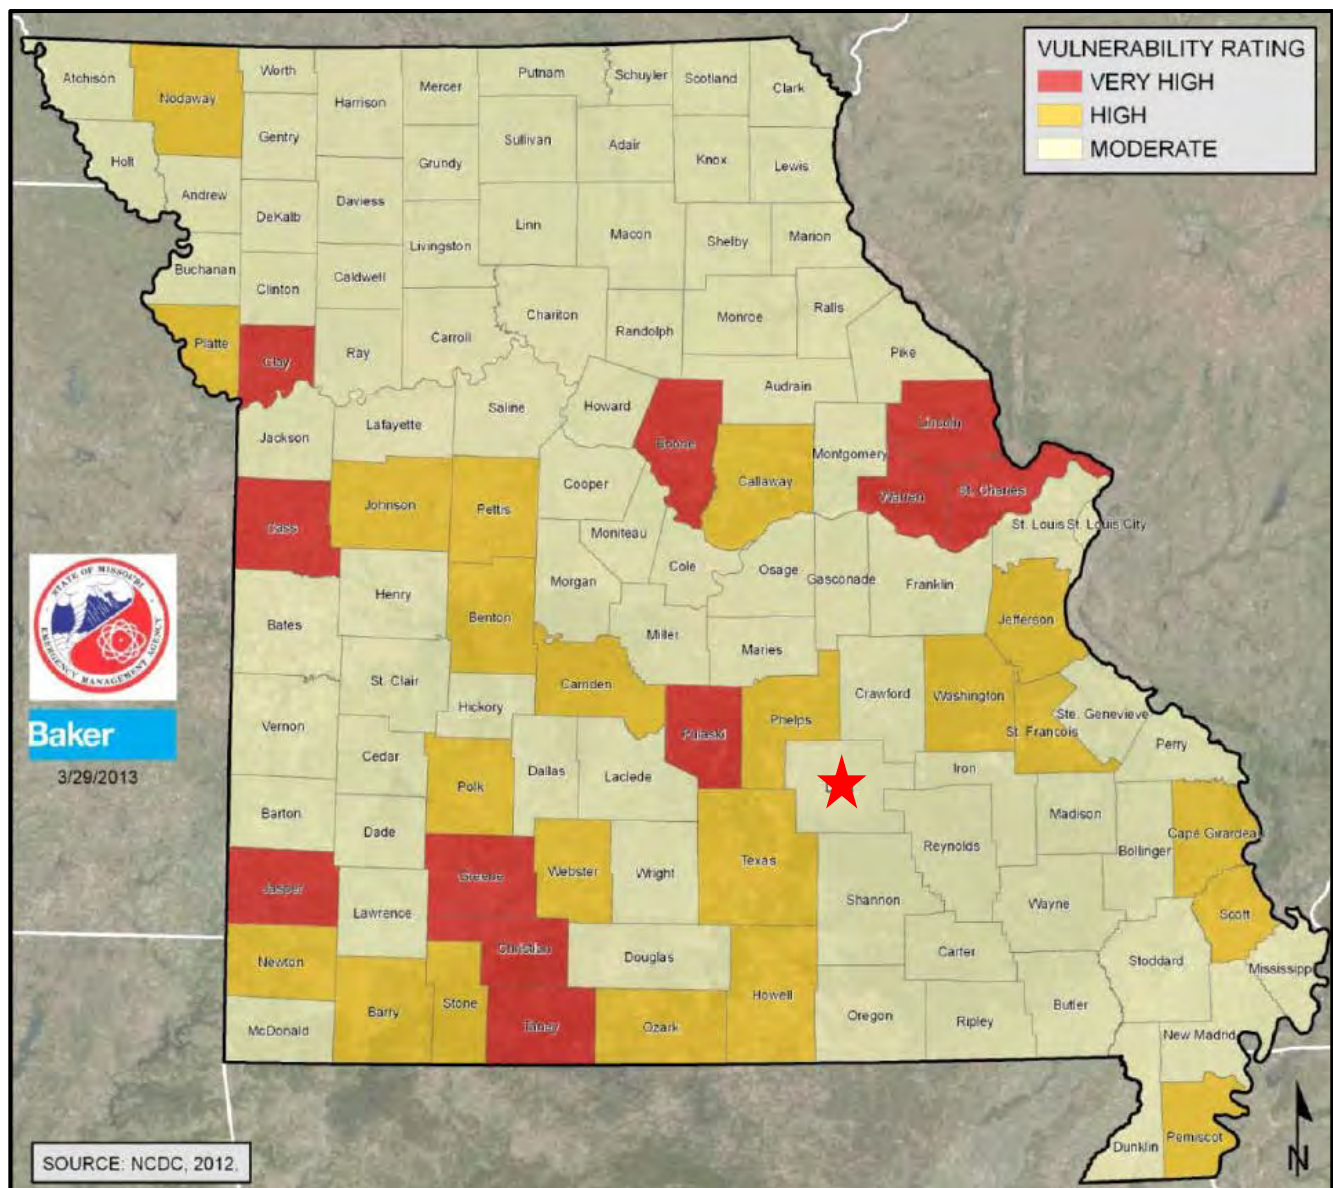 VULNERABILITY RATING
VERY HIGH
HIGH
MODERATE
Atchison
Nodaway
Worth
Harrison
Mercer
Putnam
Schuyler
Scotland
Clark
Gentry
Sullivan
Adair
Knox
Lewis
Holt
Andrew
Grundy
DeKalb
Daviess
Linn
Macon
Shelby
Marion
Livingston
Buchanan
Clinton
Caldwell
Chariton
Randolph
Monroe
Ralls
Platte
Clay
Ray
Carroll
Pike
Audrain
Saline
Howard
Boone
Lincoln
Jackson
Lafayette
Montgomery
Callaway
Cooper
Warren
St. Charles
Johnson
Pettis
Cass
Moniteau
St. Louis
St. Louis City
Cole
Osage
Gasconade
Franklin
Morgan
Henry
Bates
Benton
Miller
Maries
Jefferson
St. Clair
Camden
Crawford
Washington
Hickory
Vernon
Pulaski
Phelps
Ste. Genevieve
St. Francois
Perry
Cedar
Dallas
Laclede
Iron
Polk
Barton
Dade
Madison
Texas
Reynolds
Bollinger
Cape Girardeau
Jasper
Greene
Webster
Wright
Lawrence
Shannon
Wayne
Scott
Newton
Christian
Douglas
Carter
Stoddard
Mississippi
McDonald
Barry
Stone
Taney
Ozark
Howell
Oregon
Ripley
Butler
New Madrid
Dunklin
Pemiscot
STATE OF MISSOURI
EMERGENCY MANAGEMENT AGENCY
Baker
3/29/2013
SOURCE: NCDC, 2012.
N